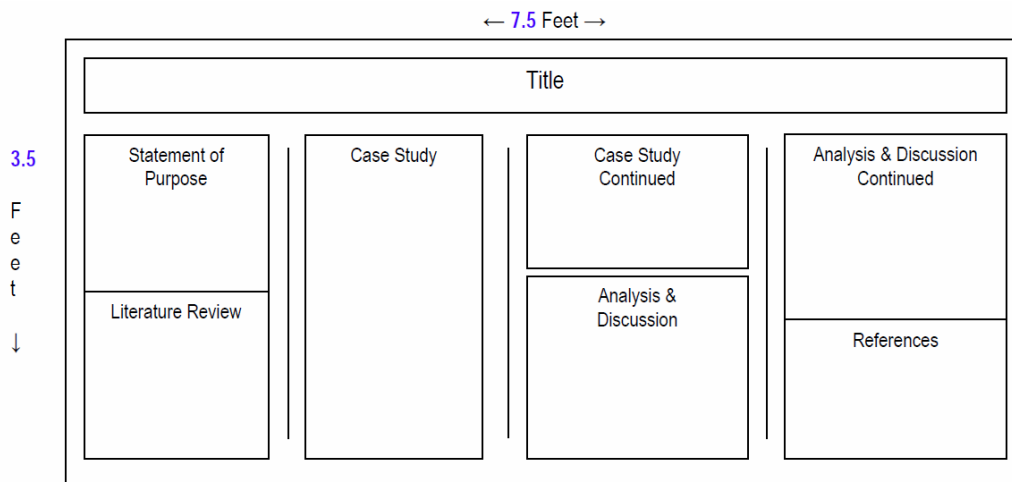 ← 7.5 Feet →
Title
3.5
F
e
e
t
↓
Statement of
Purpose
Literature Review
Case Study
Case Study
Continued
Analysis &
Discussion
Analysis & Discussion
Continued
References